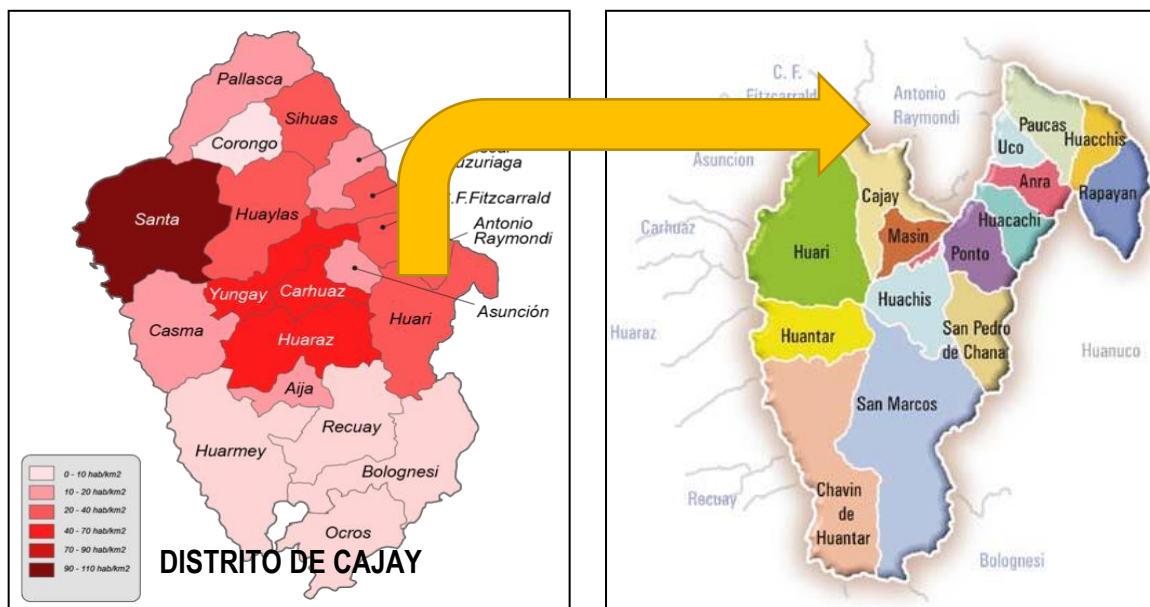 Pallasca
Sihuas
Corongo
uzuriaga
Santa
Huaylas
C.F.Fitzcarrald
Antonio
Raymondi
Yungay
Carhuaz
Asunción
Casma
Huari
Huaraz
Aija
Recuay
Huarmey
Bolognesi
Ocros
0 - 10 hab/km2
10 - 20 hab/km2
20 - 40 hab/km2
40 - 70 hab/km2
70 - 90 hab/km2
90 - 110 hab/km2
DISTRITO DE CAJAY
C. F.
Fitzcarrald
Antonio
Raymondi
Asuncion
Paucas
Huacchis
Uco
Anra
Rapayan
Cajay
Huacachi
Carhuaz
Masin
Huari
Ponto
Huachis
Huaraz
Huantar
San Pedro
de Chana
Huanuco
San Marcos
Recuay
Chavin
de
Huantar
Bolognesi